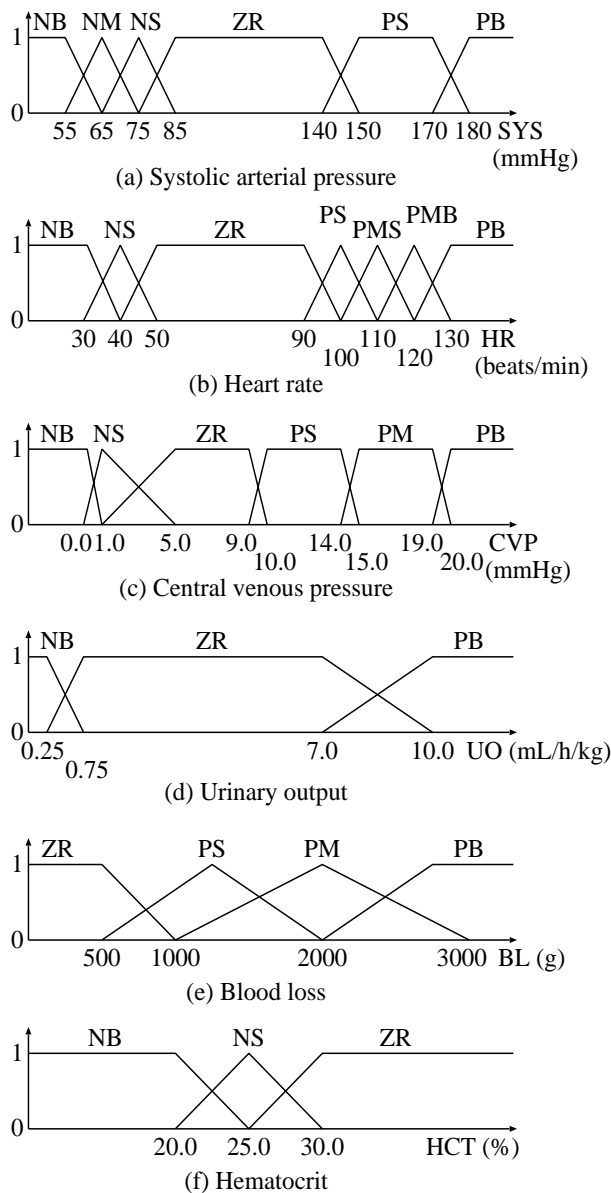 NB NM NS ZR PS PB
1
0
55 65 75 85 140 150 170 180 SYS
(mmHg)
(a) Systolic arterial pressure
PS PMB
NB NS ZR PMS PB
1
0
30 40 50 90 110 130 HR
100 120 (beats/min)
(b) Heart rate
NB NS ZR PS PM PB
1
0
0.0 1.0 5.0 9.0 14.0 19.0 CVP
10.0 15.0 20.0 (mmHg)
(c) Central venous pressure
NB ZR PB
1
0
0.25 7.0 10.0 UO (mL/h/kg)
0.75
(d) Urinary output
ZR PS PM PB
1
0
500 1000 2000 3000 BL (g)
(e) Blood loss
NB NS ZR
1
0
20.0 25.0 30.0 HCT (%)
(f) Hematocrit